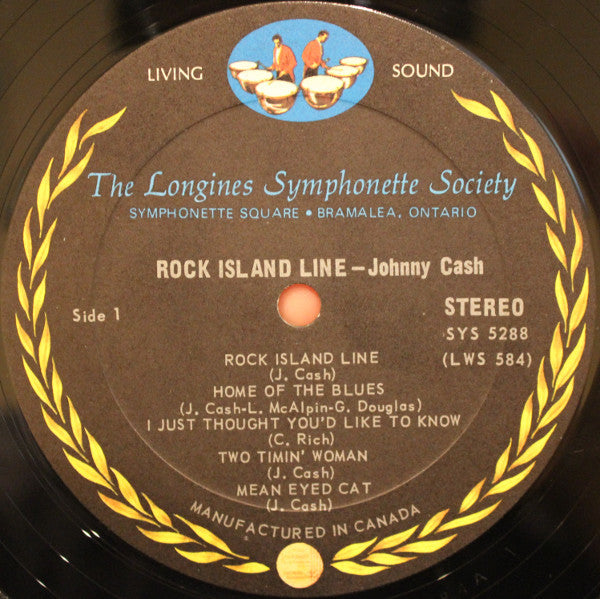 LIVING SOUND
The Longines Symphonette Society
SYMPHONETTE SQUARE • BRAMALEA, ONTARIO
ROCK ISLAND LINE – Johnny Cash
Side 1
STEREO
SYS 5288
(LWS 584)
ROCK ISLAND LINE
(J. Cash)
HOME OF THE BLUES
(J. Cash-L. McAlpin-G. Douglas)
I JUST THOUGHT YOU'D LIKE TO KNOW
(C. Rich)
TWO TIMIN' WOMAN
(J. Cash)
MEAN EYED CAT
(J. Cash)
MANUFACTURED IN CANADA